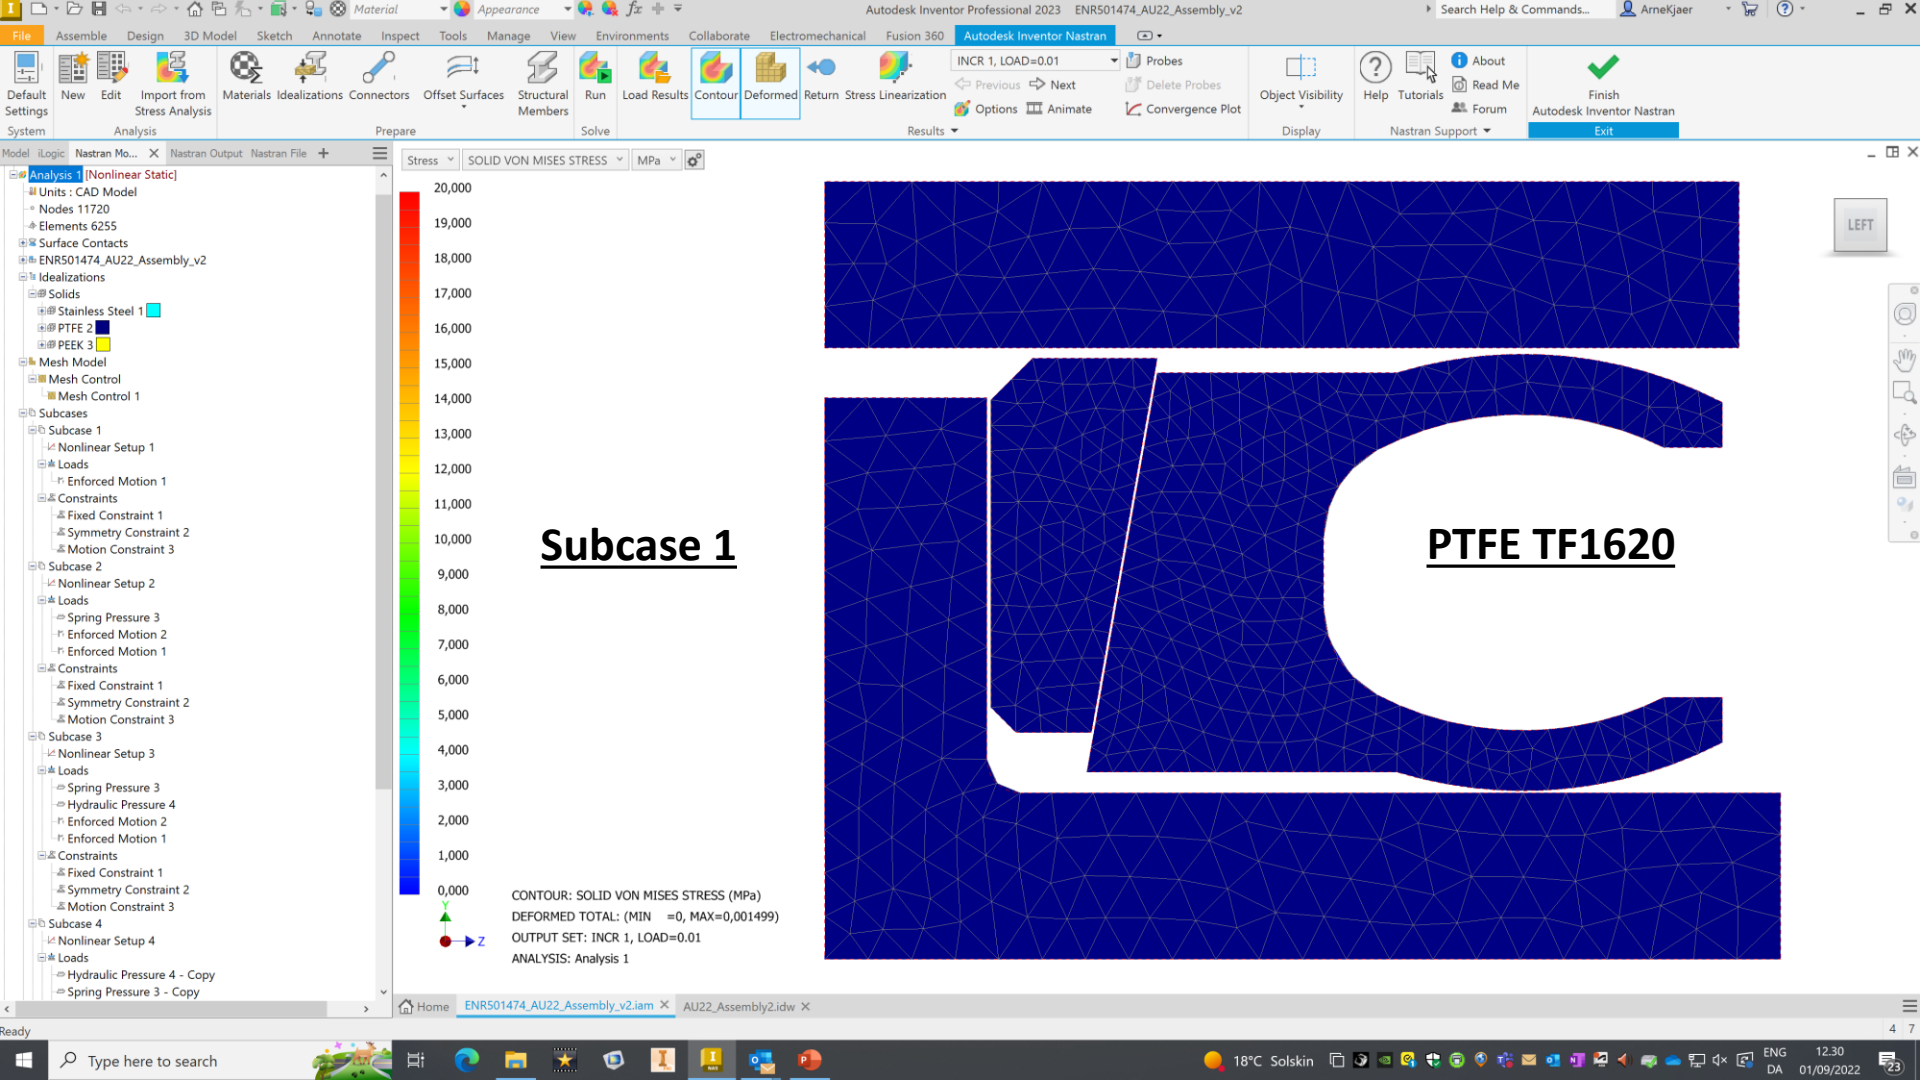 Material
Appearance
Autodesk Inventor Professional 2023 ENR501474_AU22_Assembly_v2
Search Help & Commands...
ArneKjaer
File Assemble Design 3D Model Sketch Annotate Inspect Tools Manage View Environments Collaborate Electromechanical Fusion 360 Autodesk Inventor Nastran
Default Settings
New
Edit
Import from Stress Analysis
Materials
Idealizations
Connectors
Offset Surfaces
Structural Members
Run
Load Results
Contour
Deformed
Return
Stress Linearization
INCR 1, LOAD=0.01
Previous Next
Options Animate
Probes
Delete Probes
Convergence Plot
Object Visibility
Help
Tutorials
About
Read Me
Forum
Finish
Autodesk Inventor Nastran
System Analysis Prepare Solve Results Display Nastran Support Exit
Model iLogic Nastran Mo... Nastran Output Nastran File
Analysis 1 [Nonlinear Static]
Units : CAD Model
Nodes 11720
Elements 6255
Surface Contacts
ENR501474_AU22_Assembly_v2
Idealizations
Solids
Stainless Steel 1
PTFE 2
PEEK 3
Mesh Model
Mesh Control
Mesh Control 1
Subcases
Subcase 1
Nonlinear Setup 1
Loads
Enforced Motion 1
Constraints
Fixed Constraint 1
Symmetry Constraint 2
Motion Constraint 3
Subcase 2
Nonlinear Setup 2
Loads
Spring Pressure 3
Enforced Motion 2
Enforced Motion 1
Constraints
Fixed Constraint 1
Symmetry Constraint 2
Motion Constraint 3
Subcase 3
Nonlinear Setup 3
Loads
Spring Pressure 3
Hydraulic Pressure 4
Enforced Motion 2
Enforced Motion 1
Constraints
Fixed Constraint 1
Symmetry Constraint 2
Motion Constraint 3
Subcase 4
Nonlinear Setup 4
Loads
Hydraulic Pressure 4 - Copy
Spring Pressure 3 - Copy
Stress SOLID VON MISES STRESS MPa
20,000
19,000
18,000
17,000
16,000
15,000
14,000
13,000
12,000
11,000
10,000
9,000
8,000
7,000
6,000
5,000
4,000
3,000
2,000
1,000
0,000
Y
Z
Subcase 1
PTFE TF1620
LEFT
CONTOUR: SOLID VON MISES STRESS (MPa)
DEFORMED TOTAL: (MIN =0, MAX=0,001499)
OUTPUT SET: INCR 1, LOAD=0.01
ANALYSIS: Analysis 1
Home ENR501474_AU22_Assembly_v2.iam AU22_Assembly2.idw
Ready
4 7
Type here to search
18°C Solskin
ENG
DA
12.30
01/09/2022
23